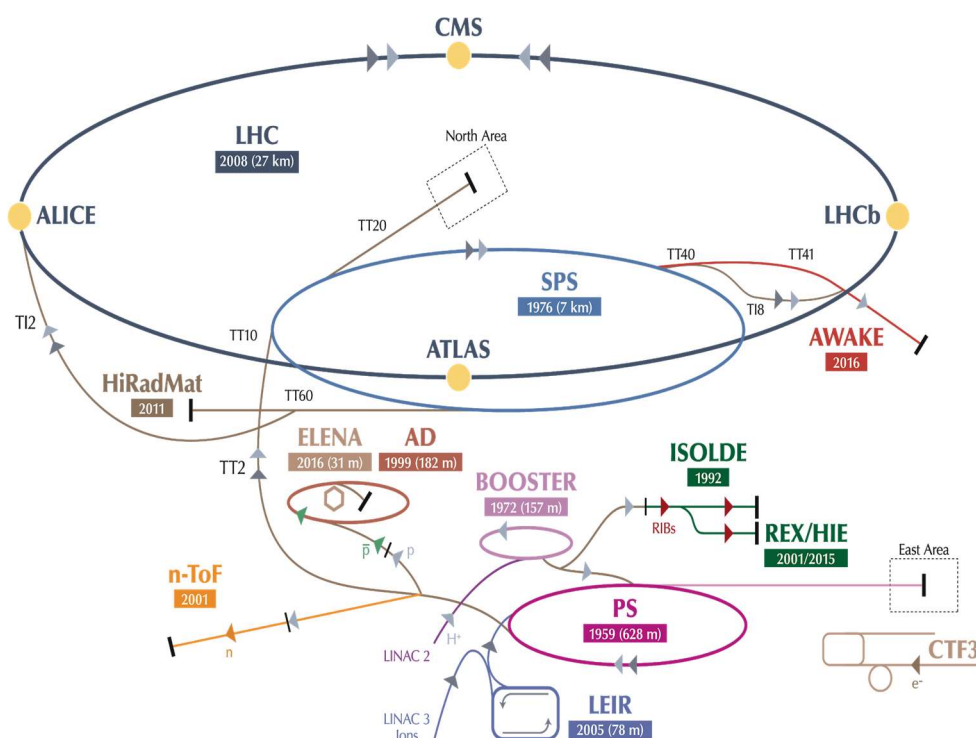 CMS
LHC
2008 (27 km)
North Area
ALICE
LHCb
TT20
TT40
TT41
SPS
1976 (7 km)
TI8
TI2
TT10
AWAKE
2016
ATLAS
HiRadMat
2011
TT60
ELENA
2016 (31 m)
AD
1999 (182 m)
TT2
ISOLDE
1992
BOOSTER
1972 (157 m)
RIBs
REX/HIE
2001/2015
p̅
p
East Area
n-ToF
2001
PS
1959 (628 m)
n
H⁺
LINAC 2
CTF3
e⁻
LEIR
2005 (78 m)
LINAC 3
Ions